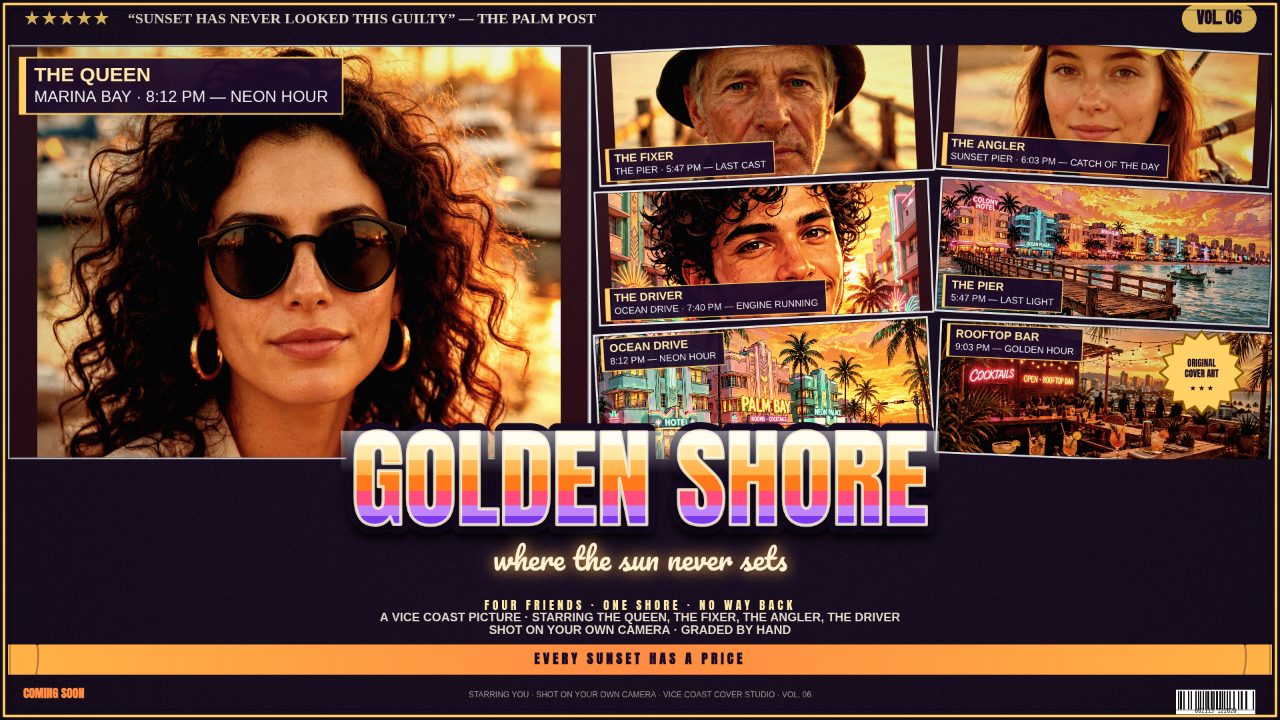 ★★★★★ “SUNSET HAS NEVER LOOKED THIS GUILTY” — THE PALM POST
VOL. 06
THE QUEEN
MARINA BAY · 8:12 PM — NEON HOUR
THE FIXER
THE PIER · 5:47 PM — LAST CAST
THE ANGLER
SUNSET PIER · 6:03 PM — CATCH OF THE DAY
THE DRIVER
OCEAN DRIVE · 7:40 PM — ENGINE RUNNING
COLONY
HOTEL
OCEAN PLAZA
THE PIER
5:47 PM — LAST LIGHT
OCEAN DRIVE
8:12 PM — NEON HOUR
PALM BAY
HOTEL
ROOFTOP BAR
9:03 PM — GOLDEN HOUR
COCKTAILS
OPEN · ROOFTOP BAR
ORIGINAL
COVER ART
★ ★ ★
GOLDEN SHORE
where the sun never sets
FOUR FRIENDS · ONE SHORE · NO WAY BACK
A VICE COAST PICTURE · STARRING THE QUEEN, THE FIXER, THE ANGLER, THE DRIVER
SHOT ON YOUR OWN CAMERA · GRADED BY HAND
EVERY SUNSET HAS A PRICE
COMING SOON
STARRING YOU · SHOT ON YOUR OWN CAMERA · VICE COAST COVER STUDIO · VOL. 06